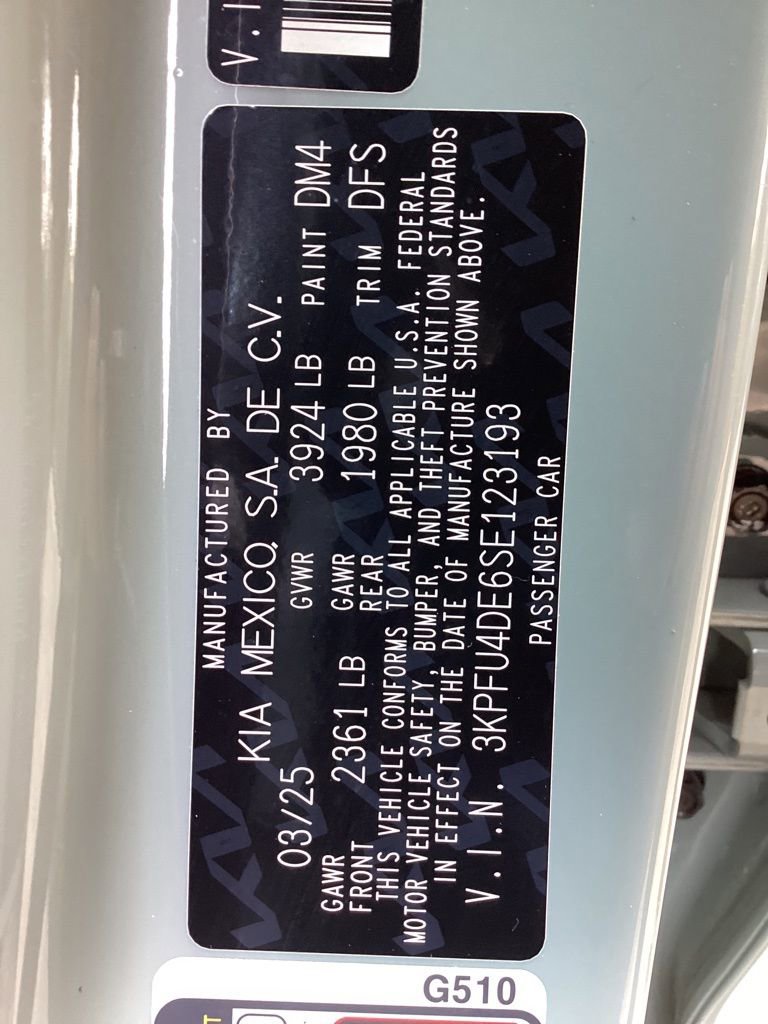 V.I
MANUFACTURED BY
KIA MEXICO, S.A. DE C.V.
03/25 GVWR 3924 LB PAINT DM4
GAWR FRONT 2361 LB GAWR REAR 1980 LB TRIM DFS
THIS VEHICLE CONFORMS TO ALL APPLICABLE U.S.A. FEDERAL
MOTOR VEHICLE SAFETY, BUMPER, AND THEFT PREVENTION STANDARDS
IN EFFECT ON THE DATE OF MANUFACTURE SHOWN ABOVE.
V.I.N. 3KPFU4DE6SE123193
PASSENGER CAR
G510